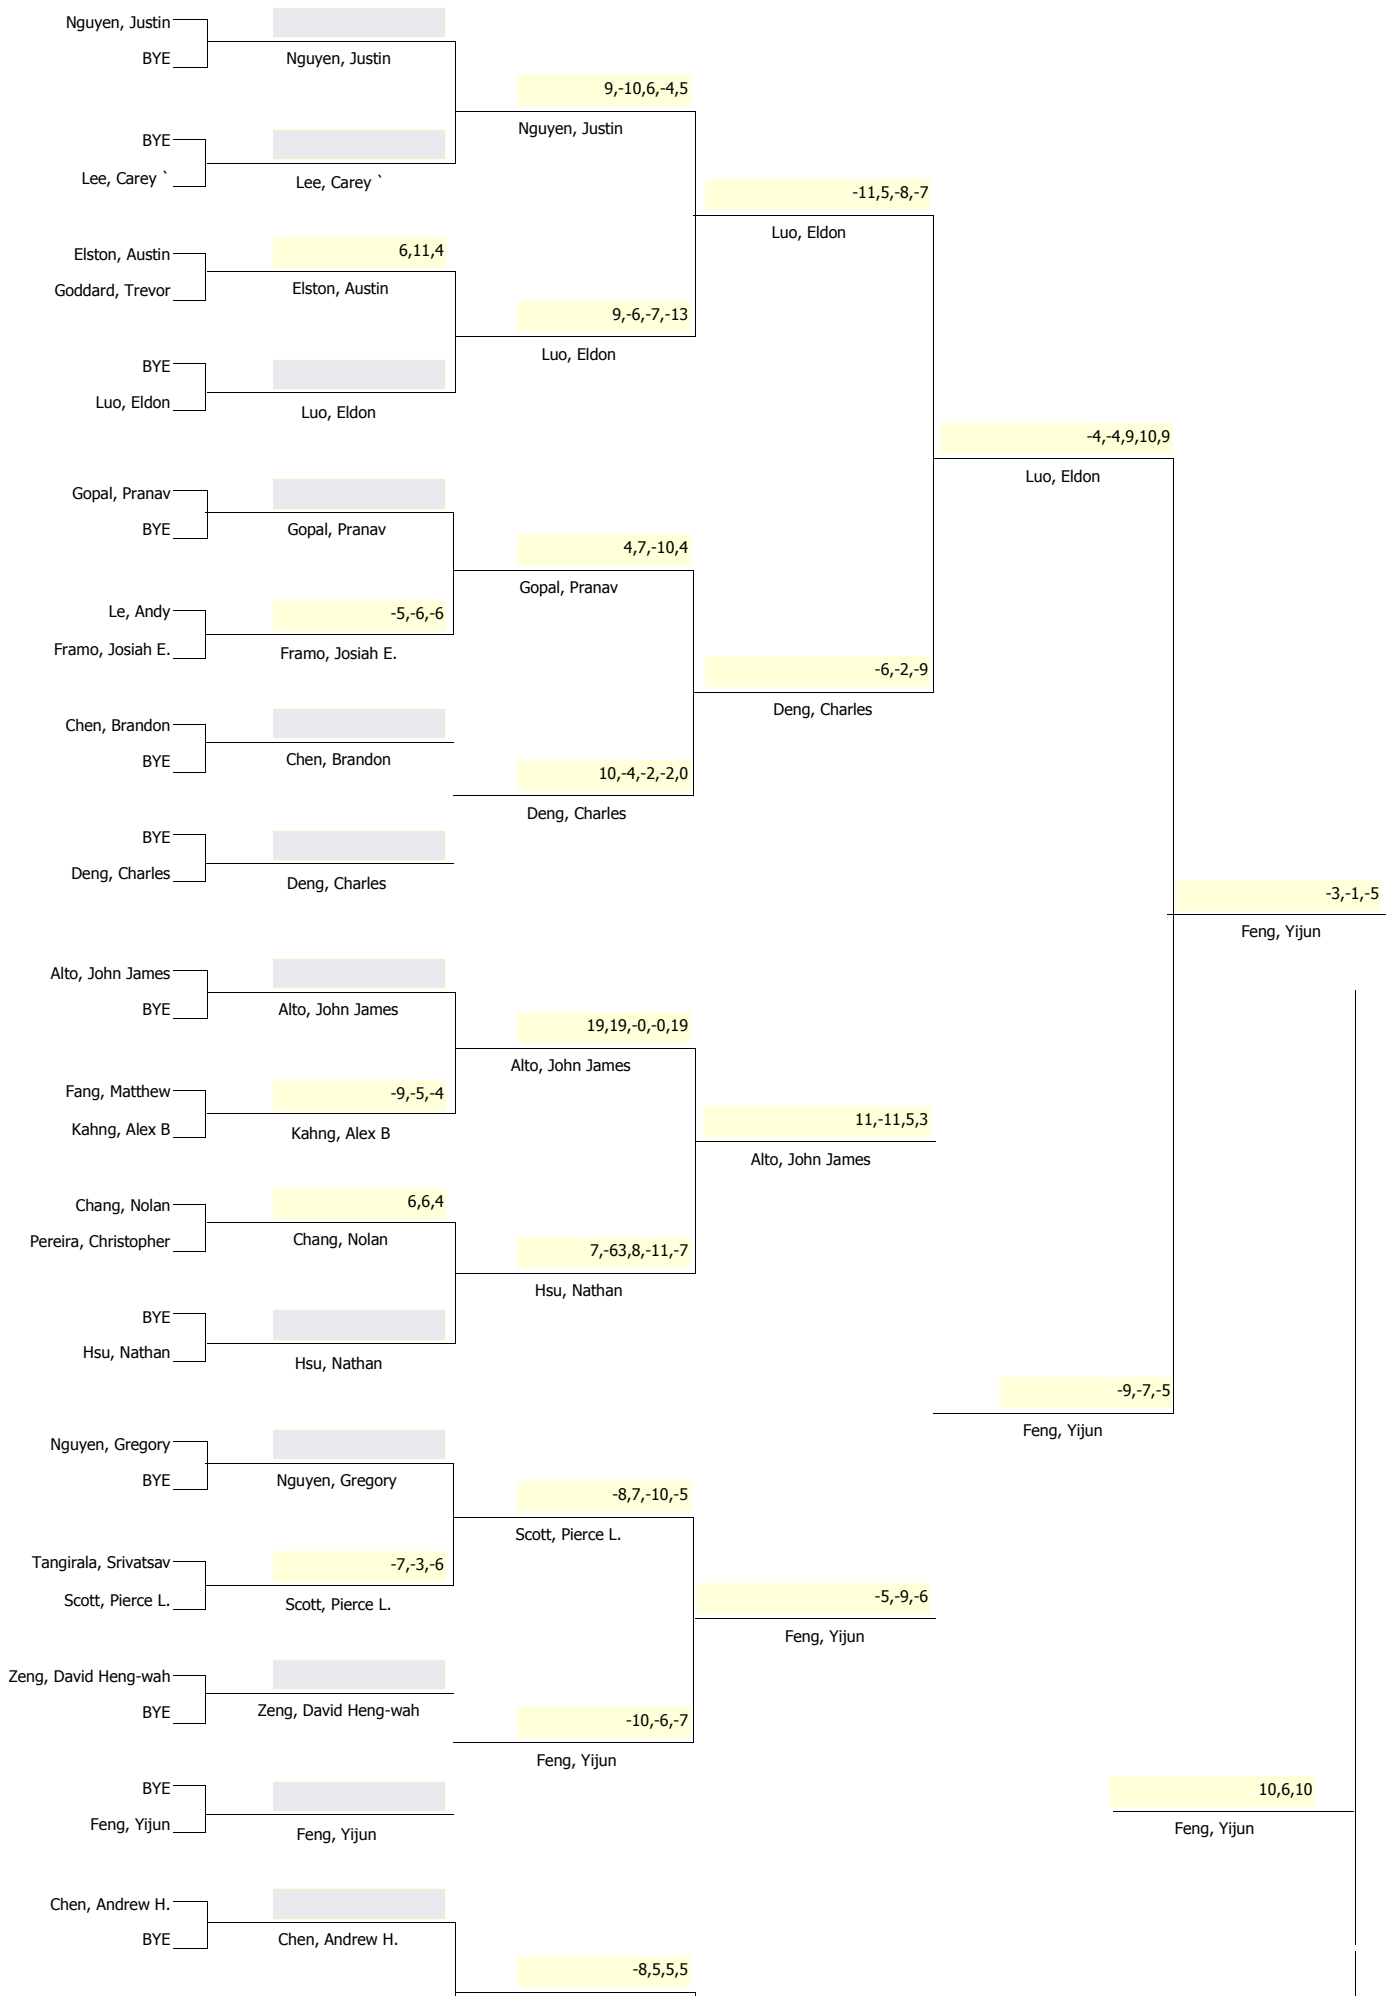 Nguyen, Justin
BYE
Nguyen, Justin
9,-10,6,-4,5
Nguyen, Justin
BYE
Lee, Carey `
Lee, Carey `
-11,5,-8,-7
Luo, Eldon
Elston, Austin
Goddard, Trevor
6,11,4
Elston, Austin
9,-6,-7,-13
Luo, Eldon
BYE
Luo, Eldon
Luo, Eldon
-4,-4,9,10,9
Luo, Eldon
Gopal, Pranav
BYE
Gopal, Pranav
4,7,-10,4
Gopal, Pranav
Le, Andy
Framo, Josiah E.
-5,-6,-6
Framo, Josiah E.
-6,-2,-9
Deng, Charles
Chen, Brandon
BYE
Chen, Brandon
10,-4,-2,-2,0
Deng, Charles
BYE
Deng, Charles
Deng, Charles
-3,-1,-5
Feng, Yijun
Alto, John James
BYE
Alto, John James
19,19,-0,-0,19
Alto, John James
Fang, Matthew
Kahng, Alex B
-9,-5,-4
Kahng, Alex B
11,-11,5,3
Alto, John James
Chang, Nolan
Pereira, Christopher
6,6,4
Chang, Nolan
7,-63,8,-11,-7
Hsu, Nathan
BYE
Hsu, Nathan
Hsu, Nathan
-9,-7,-5
Feng, Yijun
Nguyen, Gregory
BYE
Nguyen, Gregory
-8,7,-10,-5
Scott, Pierce L.
Tangirala, Srivatsav
Scott, Pierce L.
-7,-3,-6
Scott, Pierce L.
-5,-9,-6
Feng, Yijun
Zeng, David Heng-wah
BYE
Zeng, David Heng-wah
-10,-6,-7
Feng, Yijun
BYE
Feng, Yijun
Feng, Yijun
10,6,10
Feng, Yijun
Chen, Andrew H.
BYE
Chen, Andrew H.
-8,5,5,5